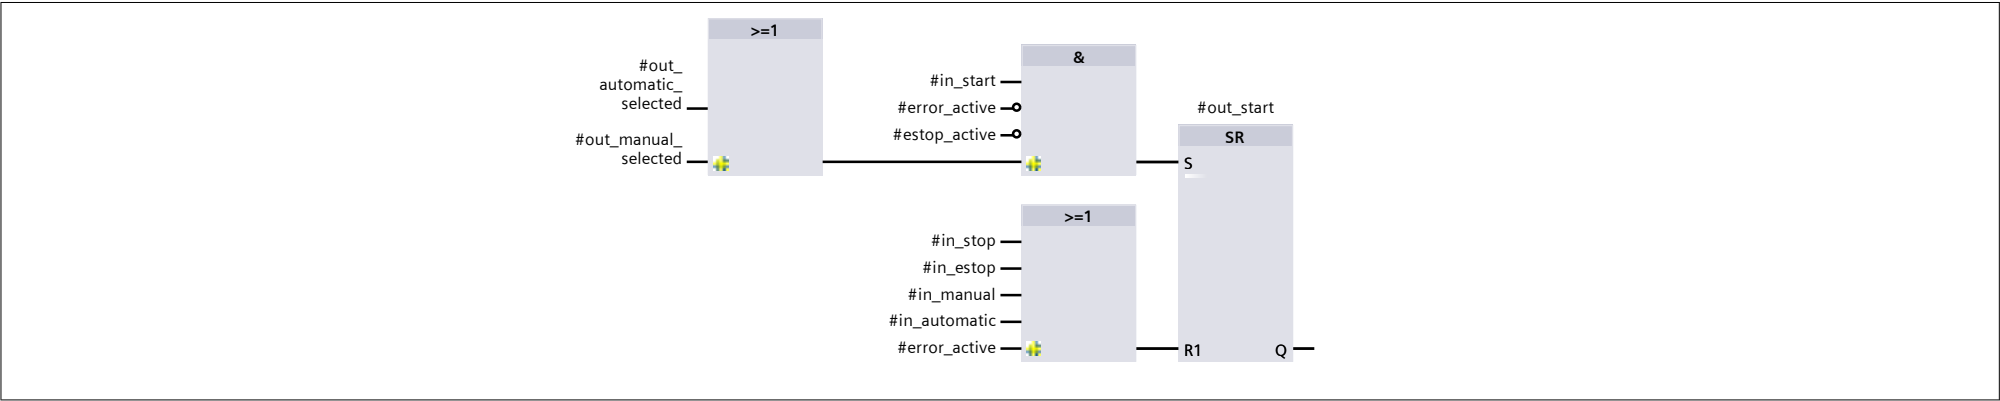 >=1
#out_
automatic_
selected
#out_manual_
selected
&
#in_start
#error_active
#estop_active
#out_start
SR
S
>=1
#in_stop
#in_estop
#in_manual
#in_automatic
#error_active
R1 Q